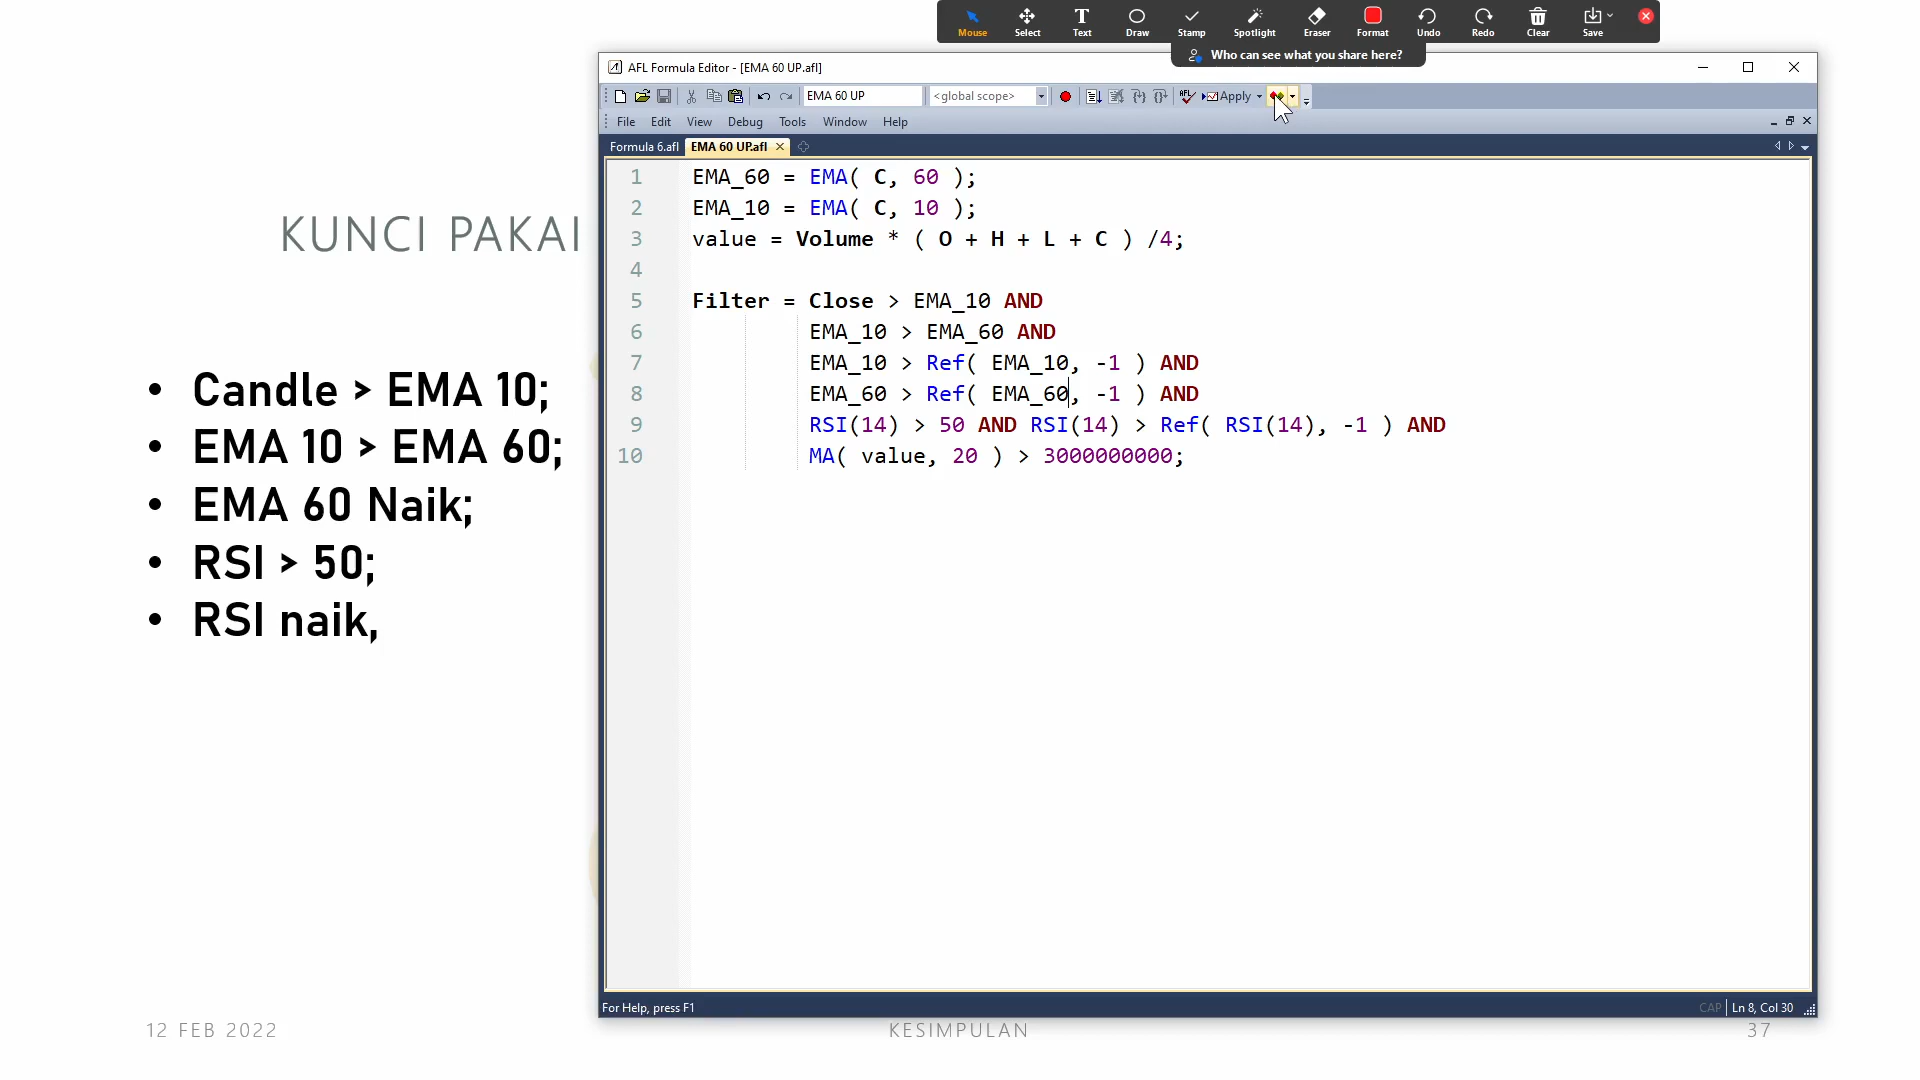 Mouse Select Text Draw Stamp Spotlight Eraser Format Undo Redo Clear Save
Who can see what you share here?
AFL Formula Editor - [EMA 60 UP.afl]
EMA 60 UP <global scope> Apply
File Edit View Debug Tools Window Help
Formula 6.afl EMA 60 UP.afl
1 EMA_60 = EMA( C, 60 );
2 EMA_10 = EMA( C, 10 );
3 value = Volume * ( O + H + L + C ) /4;
4
5 Filter = Close > EMA_10 AND
6 EMA_10 > EMA_60 AND
7 EMA_10 > Ref( EMA_10, -1 ) AND
8 EMA_60 > Ref( EMA_60, -1 ) AND
9 RSI(14) > 50 AND RSI(14) > Ref( RSI(14), -1 ) AND
10 MA( value, 20 ) > 3000000000;
For Help, press F1
CAP Ln 8, Col 30
KUNCI PAKAI
• Candle > EMA 10;
• EMA 10 > EMA 60;
• EMA 60 Naik;
• RSI > 50;
• RSI naik,
12 FEB 2022 KESIMPULAN 37